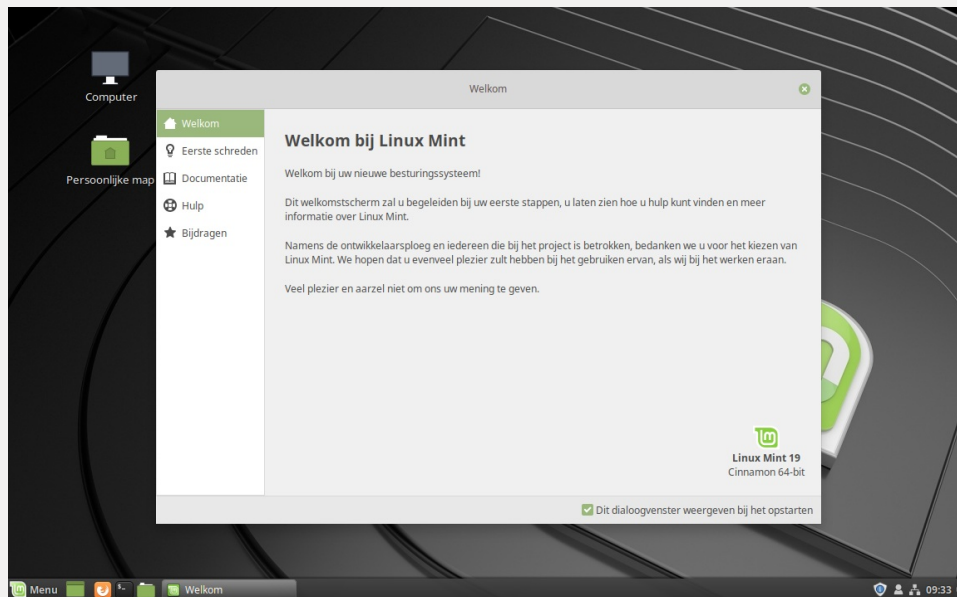 Computer
Persoonlijke map
Welkom
Welkom
Eerste schreden
Documentatie
Hulp
Bijdragen
Welkom bij Linux Mint
Welkom bij uw nieuwe besturingssysteem!
Dit welkomstscherm zal u begeleiden bij uw eerste stappen, u laten zien hoe u hulp kunt vinden en meer
informatie over Linux Mint.
Namens de ontwikkelaarsploeg en iedereen die bij het project is betrokken, bedanken we u voor het kiezen van
Linux Mint. We hopen dat u evenveel plezier zult hebben bij het gebruiken ervan, als wij bij het werken eraan.
Veel plezier en aarzel niet om ons uw mening te geven.
Linux Mint 19
Cinnamon 64-bit
Dit dialoogvenster weergeven bij het opstarten
Menu
Welkom
09:33